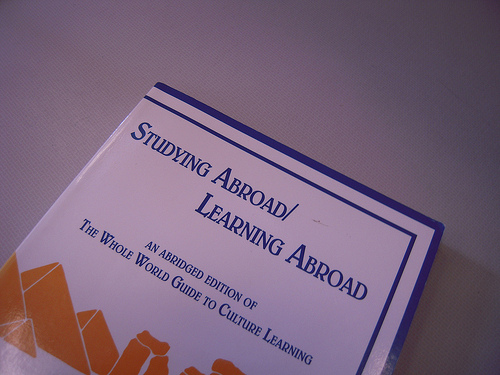 Studying Abroad/
Learning Abroad
an abridged edition of
The Whole World Guide to Culture Learning